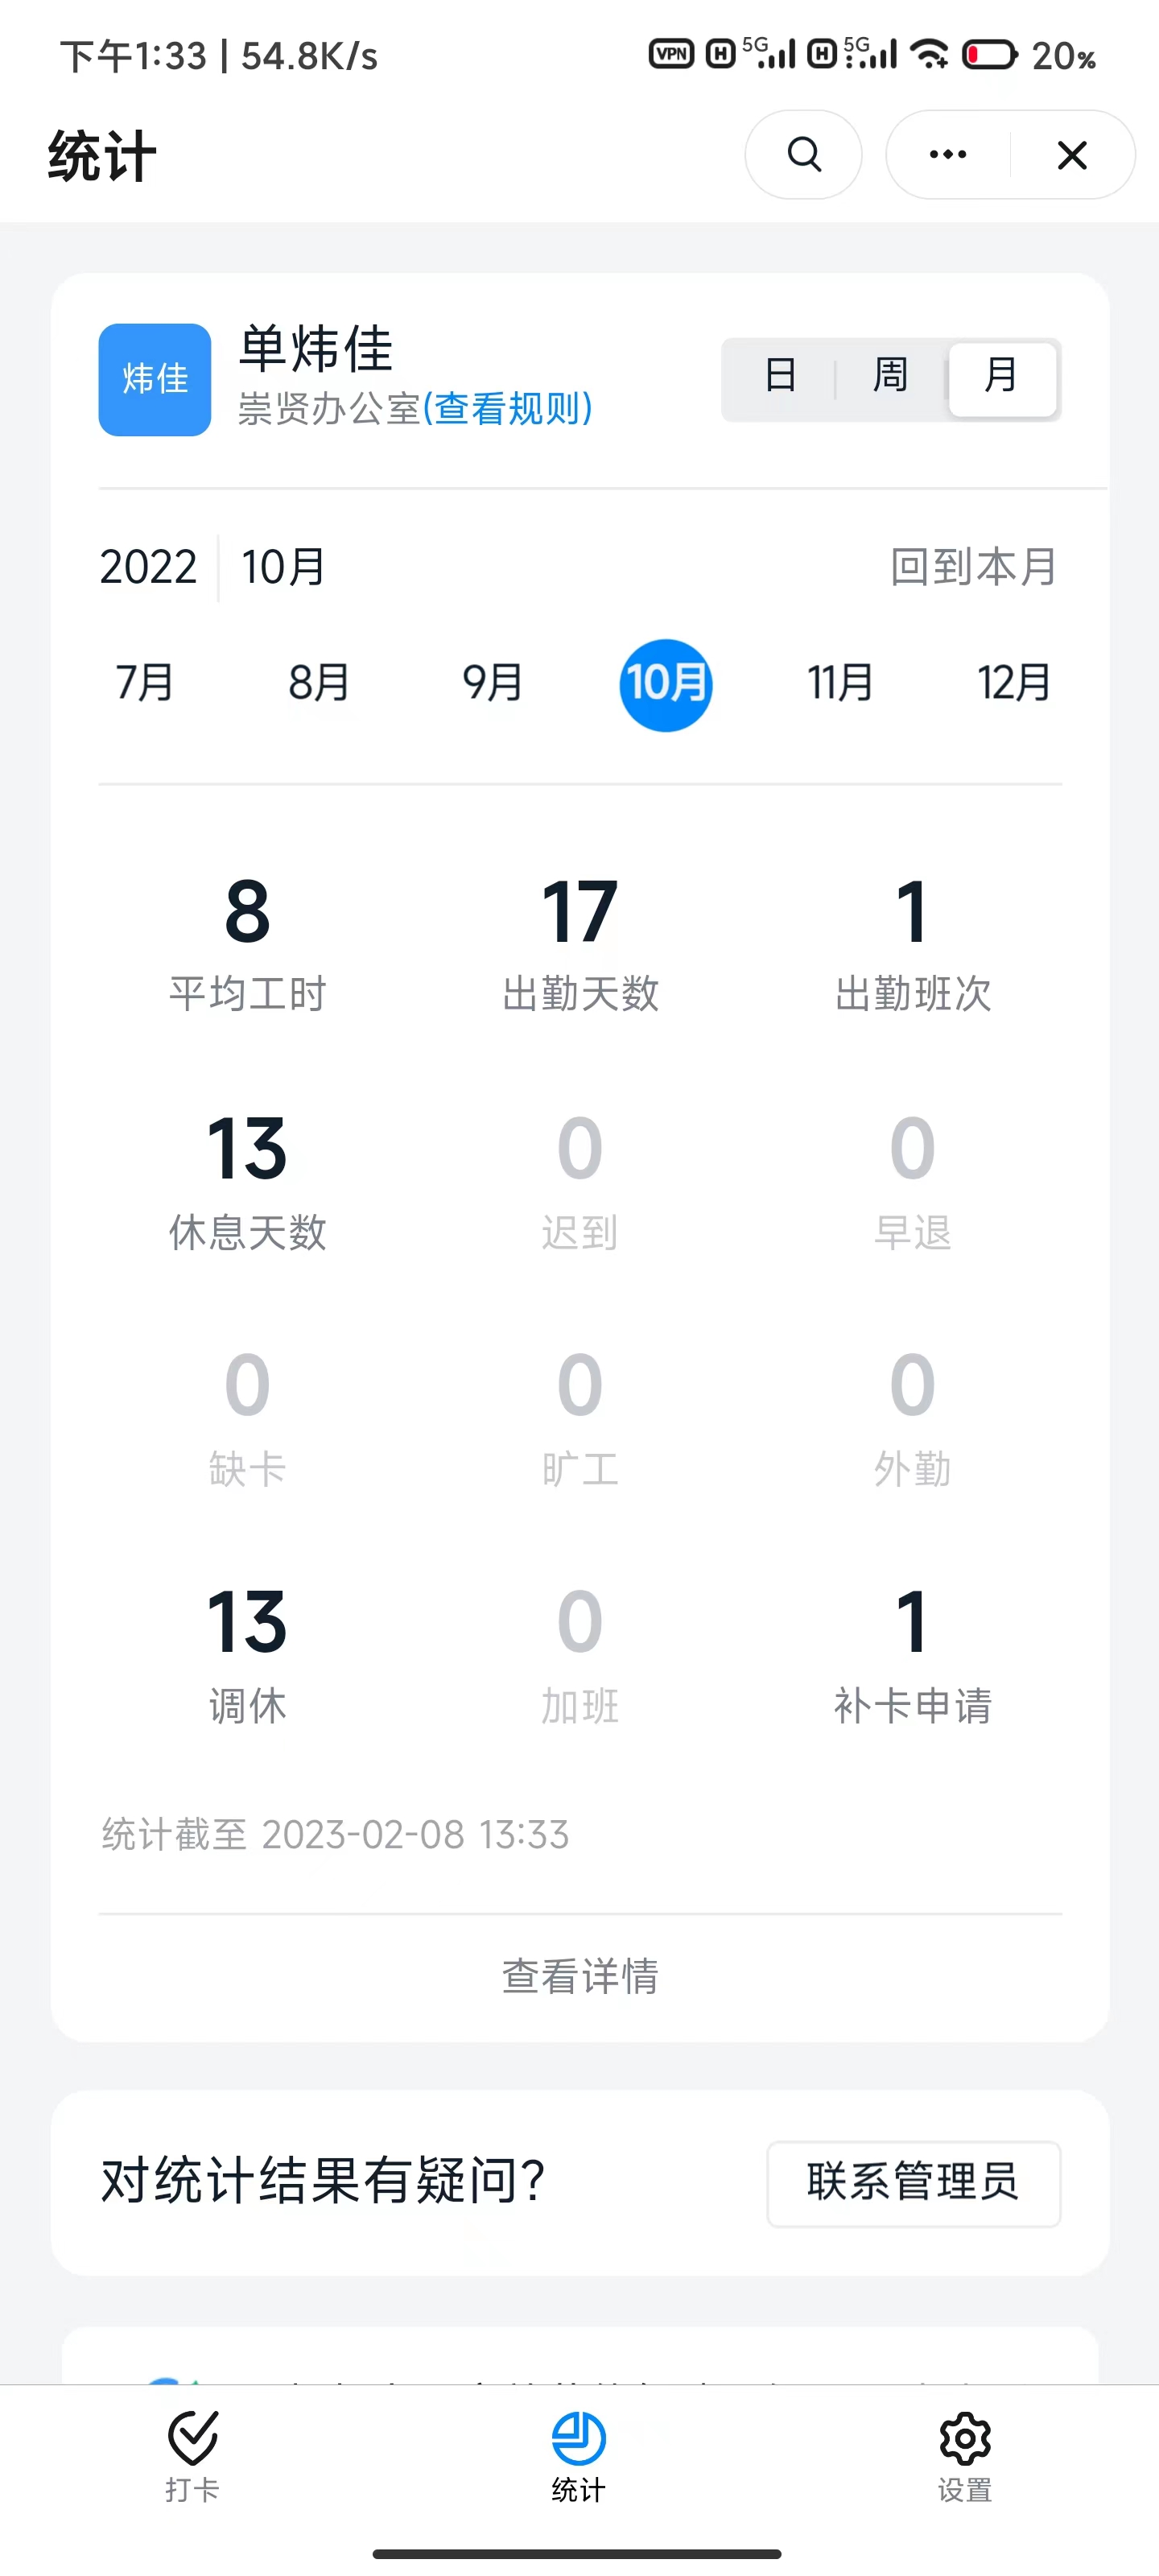 下午1:33 | 54.8K/s VPN H 5G H 5G 20%
统计
炜佳
单炜佳
崇贤办公室(查看规则)
日 周 月
2022 10月 回到本月
7月 8月 9月 10月 11月 12月
8 17 1
平均工时 出勤天数 出勤班次
13 0 0
休息天数 迟到 早退
0 0 0
缺卡 旷工 外勤
13 0 1
调休 加班 补卡申请
统计截至 2023-02-08 13:33
查看详情
对统计结果有疑问? 联系管理员
打卡 统计 设置